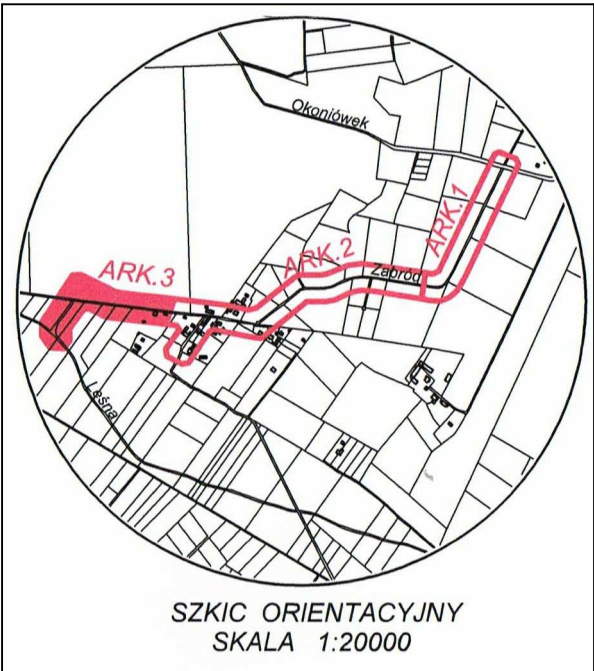 Okoniówek
ARK.1
ARK.2
Zabród
ARK.3
Leśna
SZKIC ORIENTACYJNY
SKALA 1:20000